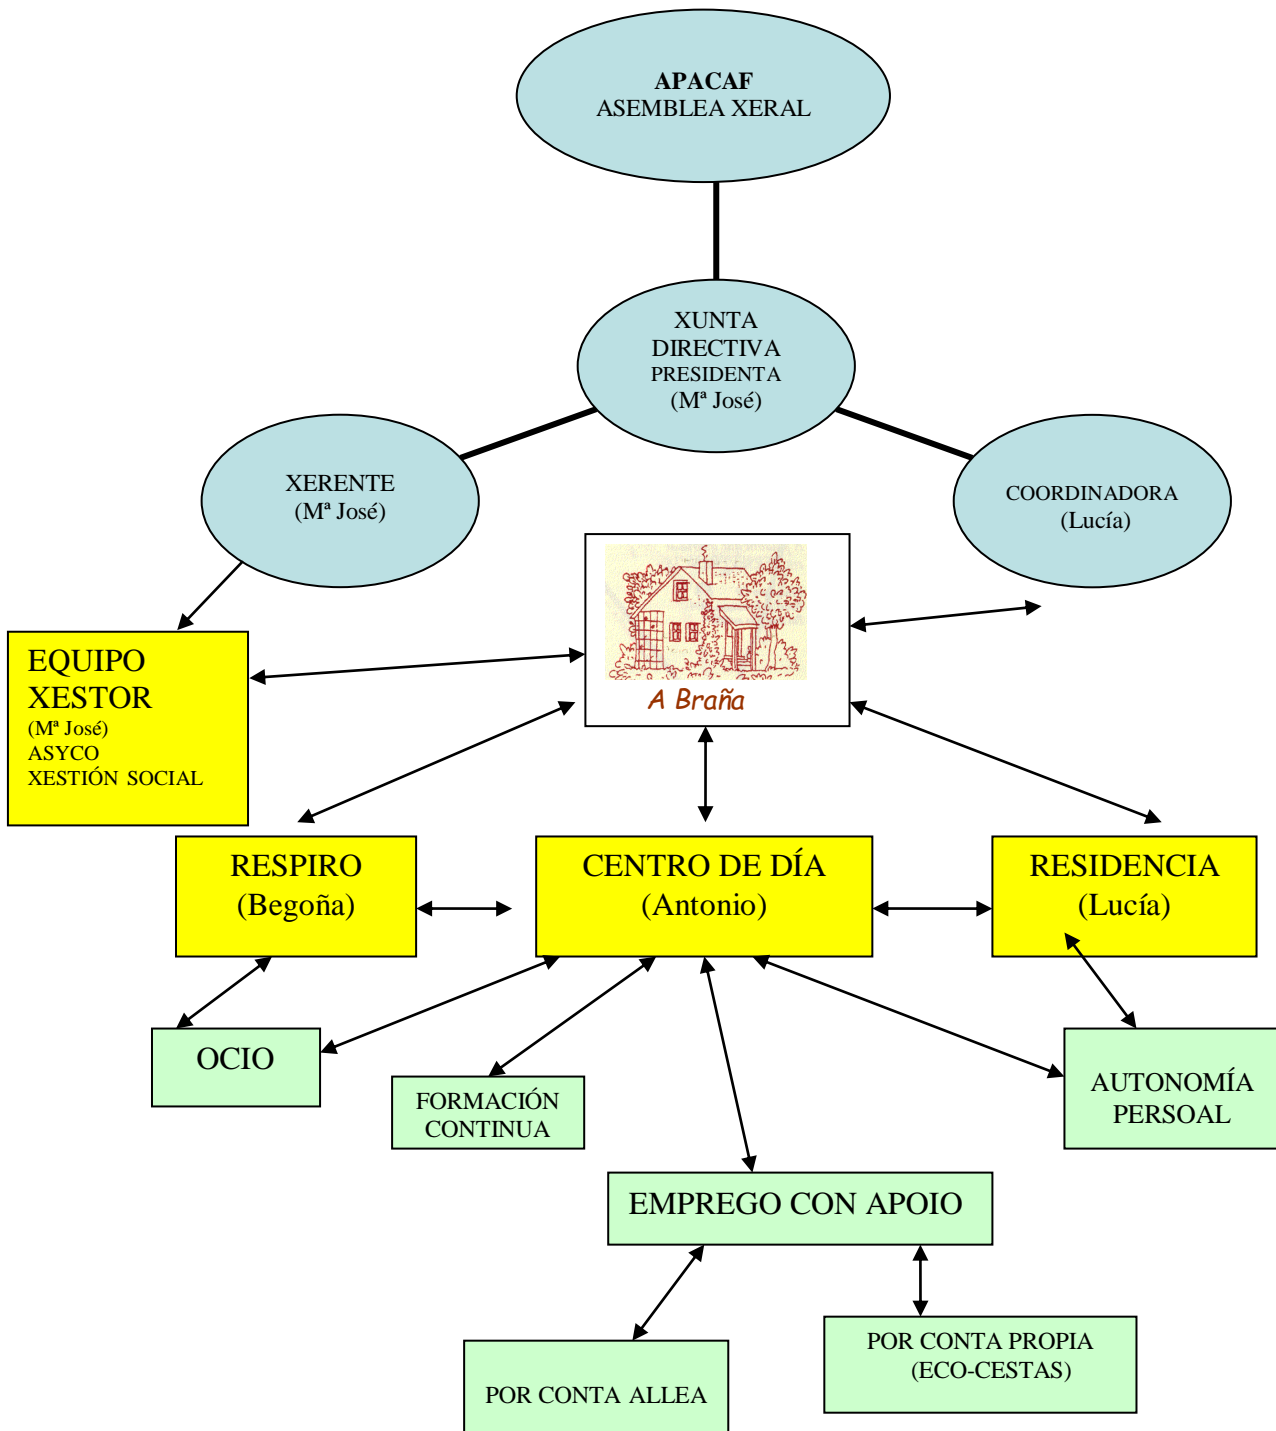 APACAF
ASEMBLEA XERAL
XUNTA
DIRECTIVA
PRESIDENTA
(Mª José)
XERENTE
(Mª José)
COORDINADORA
(Lucía)
A Braña
EQUIPO
XESTOR
(Mª José)
ASYCO
XESTIÓN SOCIAL
RESPIRO
(Begoña)
CENTRO DE DÍA
(Antonio)
RESIDENCIA
(Lucía)
OCIO
FORMACIÓN
CONTINUA
AUTONOMÍA
PERSOAL
EMPREGO CON APOIO
POR CONTA ALLEA
POR CONTA PROPIA
(ECO-CESTAS)